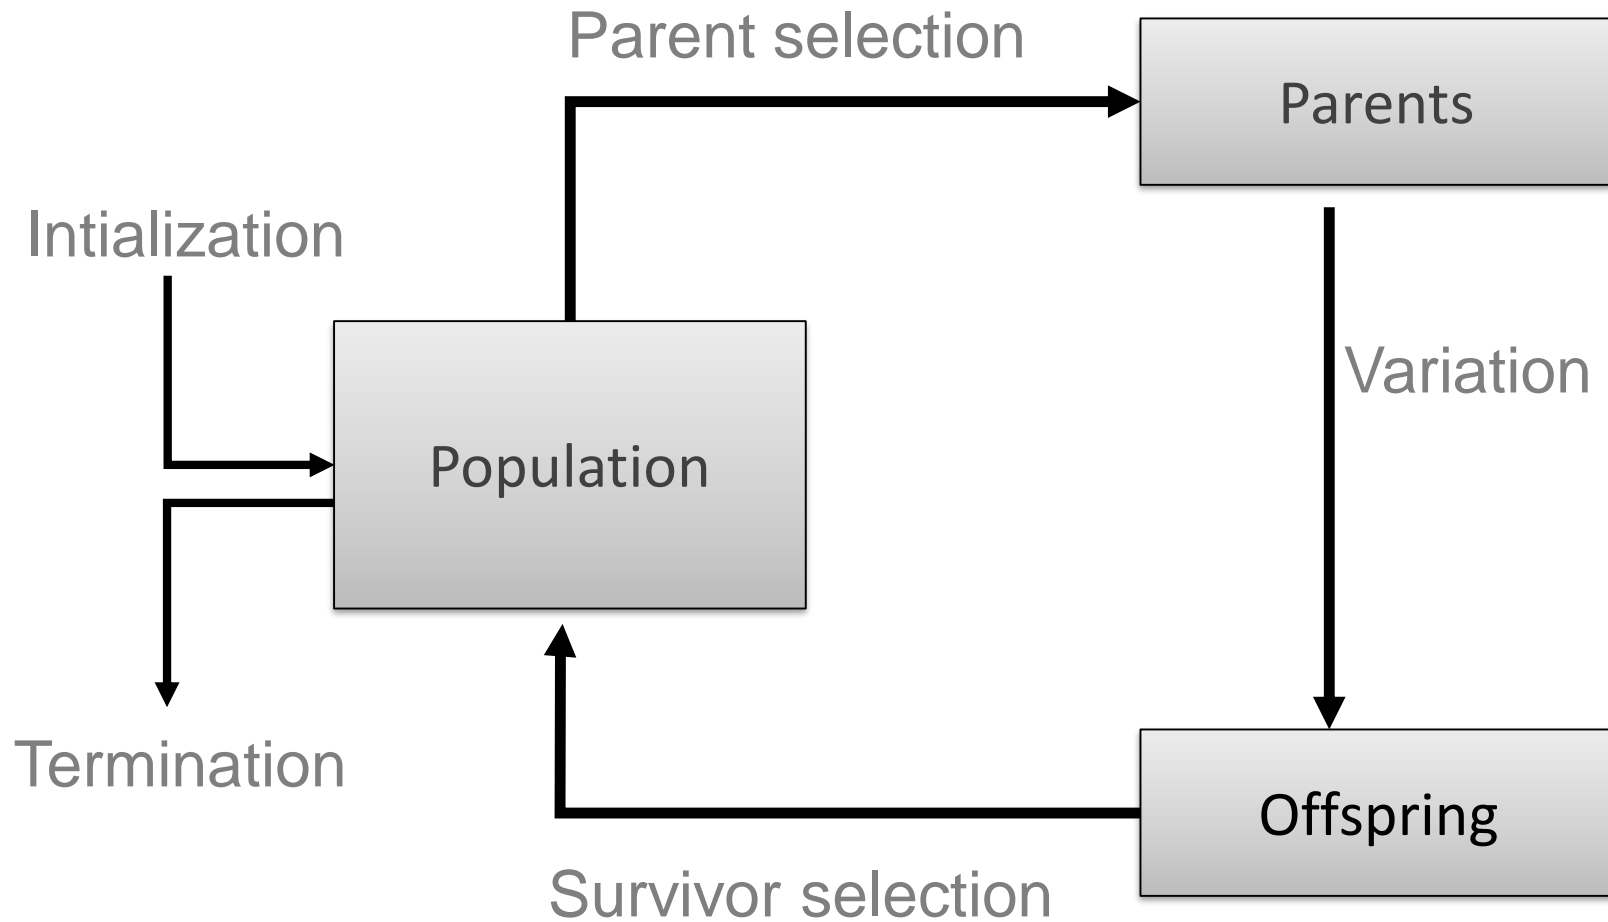 Parent selection
Parents
Intialization
Variation
Population
Termination
Offspring
Survivor selection